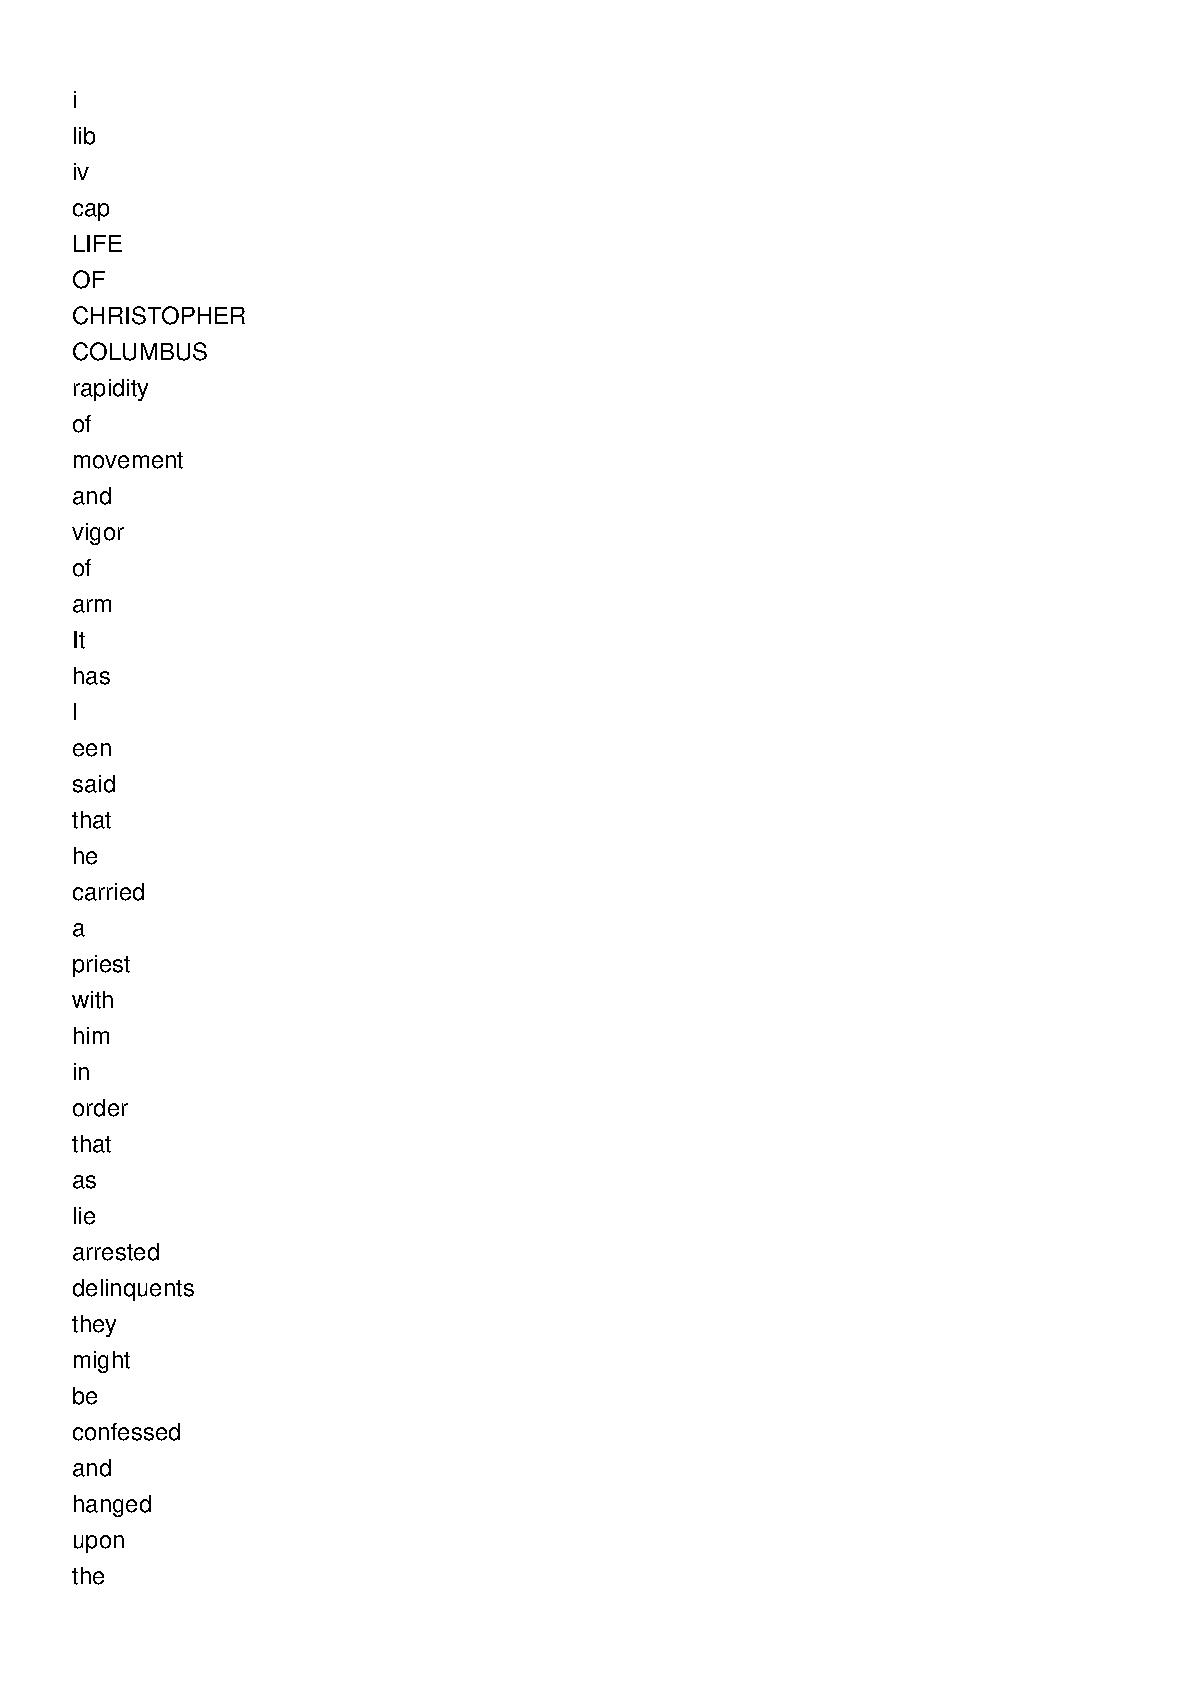 i
lib
iv
cap
LIFE
OF
CHRISTOPHER
COLUMBUS
rapidity
of
movement
and
vigor
of
arm
It
has
I
een
said
that
he
carried
a
priest
with
him
in
order
that
as
lie
arrested
delinquents
they
might
be
confessed
and
hanged
upon
the